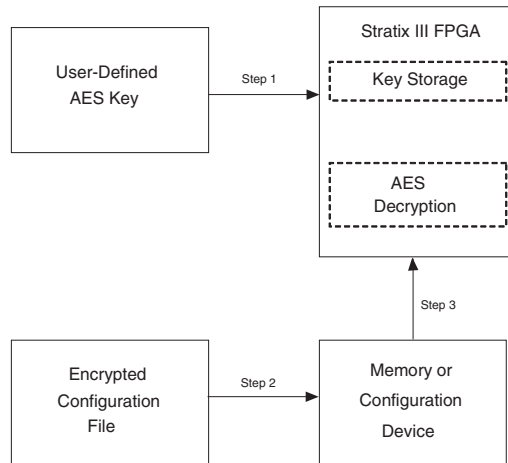 Stratix III FPGA
User-Defined
AES Key
Step 1
Key Storage
AES
Decryption
Step 3
Encrypted
Configuration
File
Step 2
Memory or
Configuration
Device